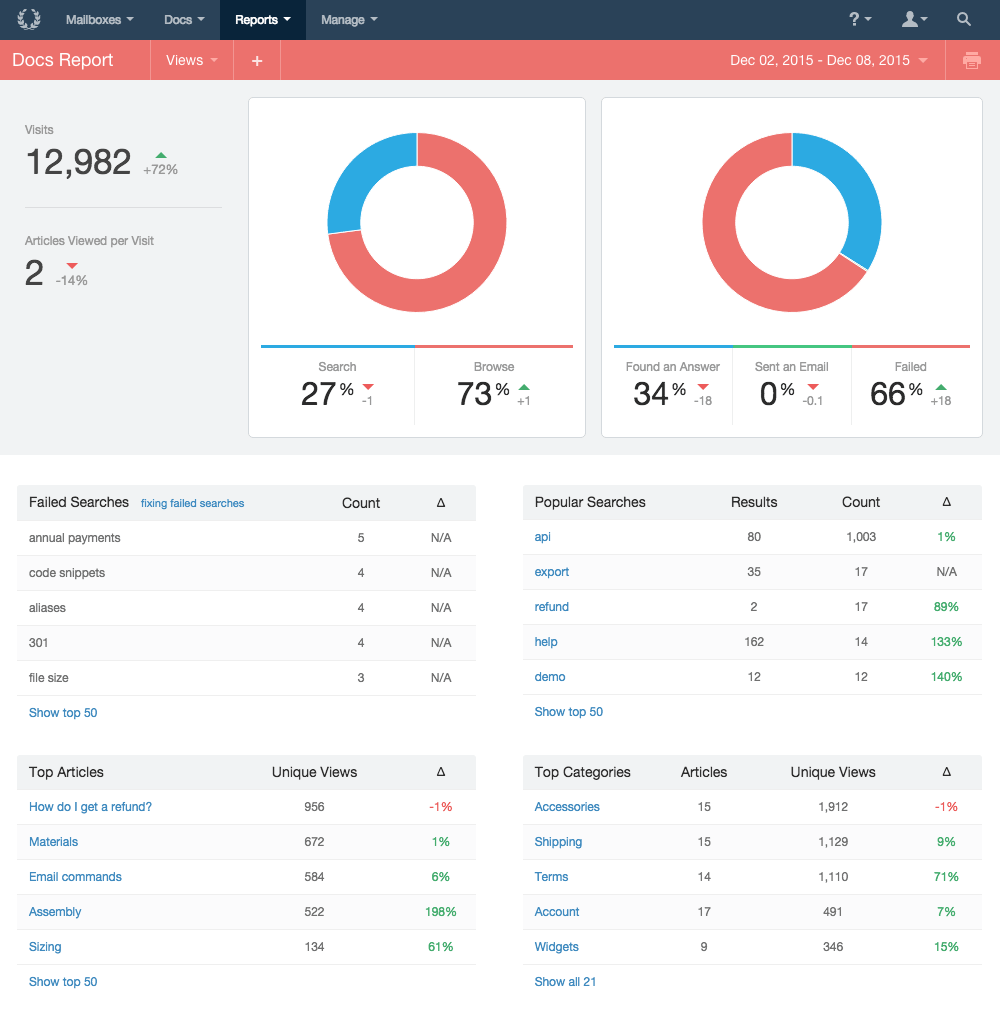 Mailboxes Docs Reports Manage ?
Docs Report Views + Dec 02, 2015 - Dec 08, 2015
Visits
12,982 +72%
Articles Viewed per Visit
2 -14%
Search Browse
27% -1 73% +1
Found an Answer Sent an Email Failed
34% -18 0% -0.1 66% +18
Failed Searches fixing failed searches Count Δ
annual payments 5 N/A
code snippets 4 N/A
aliases 4 N/A
301 4 N/A
file size 3 N/A
Show top 50
Popular Searches Results Count Δ
api 80 1,003 1%
export 35 17 N/A
refund 2 17 89%
help 162 14 133%
demo 12 12 140%
Show top 50
Top Articles Unique Views Δ
How do I get a refund? 956 -1%
Materials 672 1%
Email commands 584 6%
Assembly 522 198%
Sizing 134 61%
Show top 50
Top Categories Articles Unique Views Δ
Accessories 15 1,912 -1%
Shipping 15 1,129 9%
Terms 14 1,110 71%
Account 17 491 7%
Widgets 9 346 15%
Show all 21